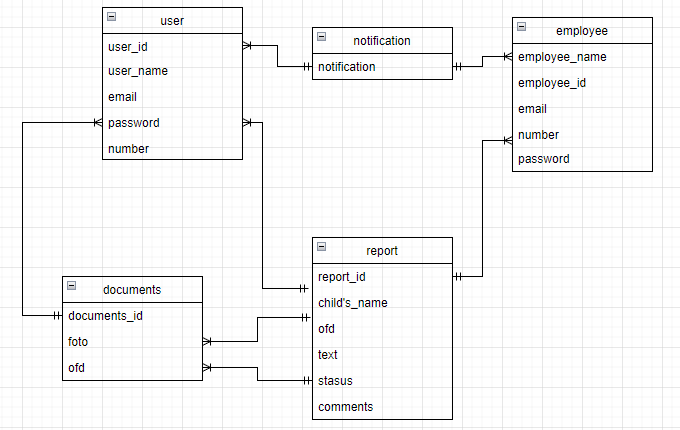 user
user_id
user_name
email
password
number
notification
notification
employee
employee_name
employee_id
email
number
password
documents
documents_id
foto
ofd
report
report_id
child's_name
ofd
text
stasus
comments